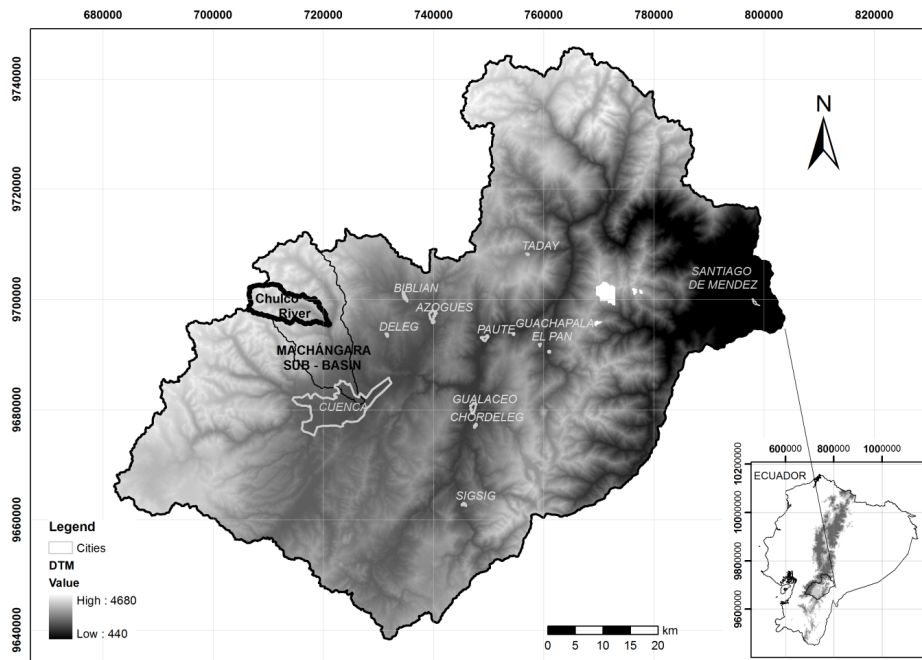 680000 700000 720000 740000 760000 780000 800000 820000
9740000
9720000
9700000
9680000
9660000
9640000
N
TADAY
SANTIAGO
DE MENDEZ
BIBLIAN
AZOGUES
Chulco
River
DELEG
PAUTE
GUACHAPALA
EL PAN
MACHÁNGARA
SUB - BASIN
CUENCA
GUALACEO
CHORDELEG
SIGSIG
Legend
Cities
DTM
Value
High : 4680
Low : 440
km
0 5 10 15 20
600000 800000 1000000
ECUADOR
10200000
10000000
9800000
9600000